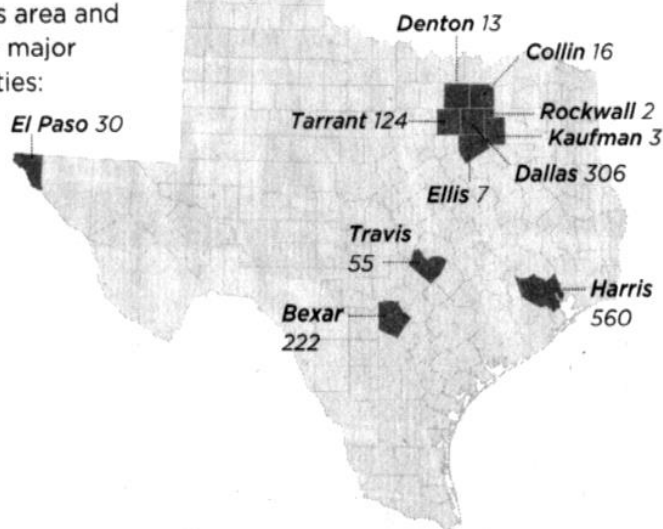 area and
major
El Paso 30
Denton 13
Collin 16
Tarrant 124
Rockwall 2
Kaufman 3
Dallas 306
Ellis 7
Travis
55
Harris
560
Bexar
222